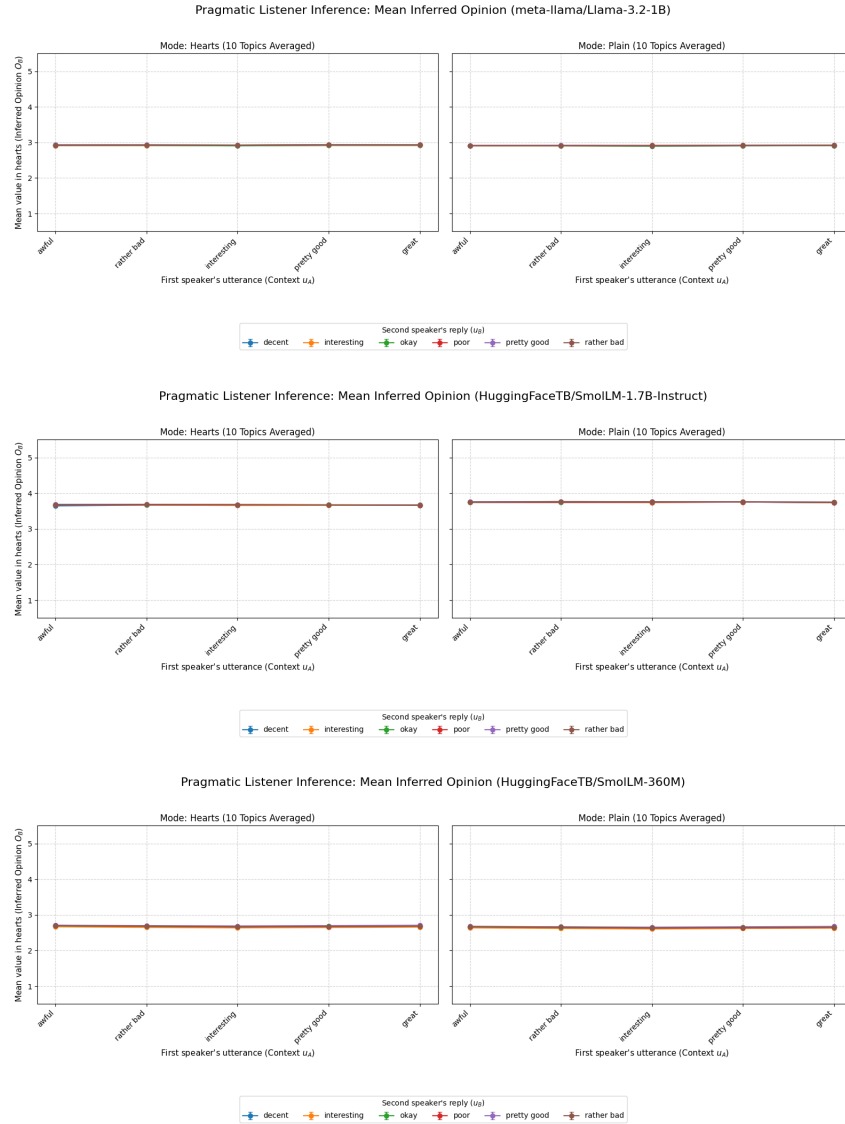 Pragmatic Listener Inference: Mean Inferred Opinion (meta-llama/Llama-3.2-1B)
Mode: Hearts (10 Topics Averaged)
Mode: Plain (10 Topics Averaged)
Mean value in hearts (Inferred Opinion O_B)
5
4
3
2
1
awful
rather bad
interesting
pretty good
great
awful
rather bad
interesting
pretty good
great
First speaker's utterance (Context u_A)
First speaker's utterance (Context u_A)
Second speaker's reply (u_B)
decent interesting okay poor pretty good rather bad
Pragmatic Listener Inference: Mean Inferred Opinion (HuggingFaceTB/SmolLM-1.7B-Instruct)
Mode: Hearts (10 Topics Averaged)
Mode: Plain (10 Topics Averaged)
Mean value in hearts (Inferred Opinion O_B)
5
4
3
2
1
awful
rather bad
interesting
pretty good
great
awful
rather bad
interesting
pretty good
great
First speaker's utterance (Context u_A)
First speaker's utterance (Context u_A)
Second speaker's reply (u_B)
decent interesting okay poor pretty good rather bad
Pragmatic Listener Inference: Mean Inferred Opinion (HuggingFaceTB/SmolLM-360M)
Mode: Hearts (10 Topics Averaged)
Mode: Plain (10 Topics Averaged)
Mean value in hearts (Inferred Opinion O_B)
5
4
3
2
1
awful
rather bad
interesting
pretty good
great
awful
rather bad
interesting
pretty good
great
First speaker's utterance (Context u_A)
First speaker's utterance (Context u_A)
Second speaker's reply (u_B)
decent interesting okay poor pretty good rather bad